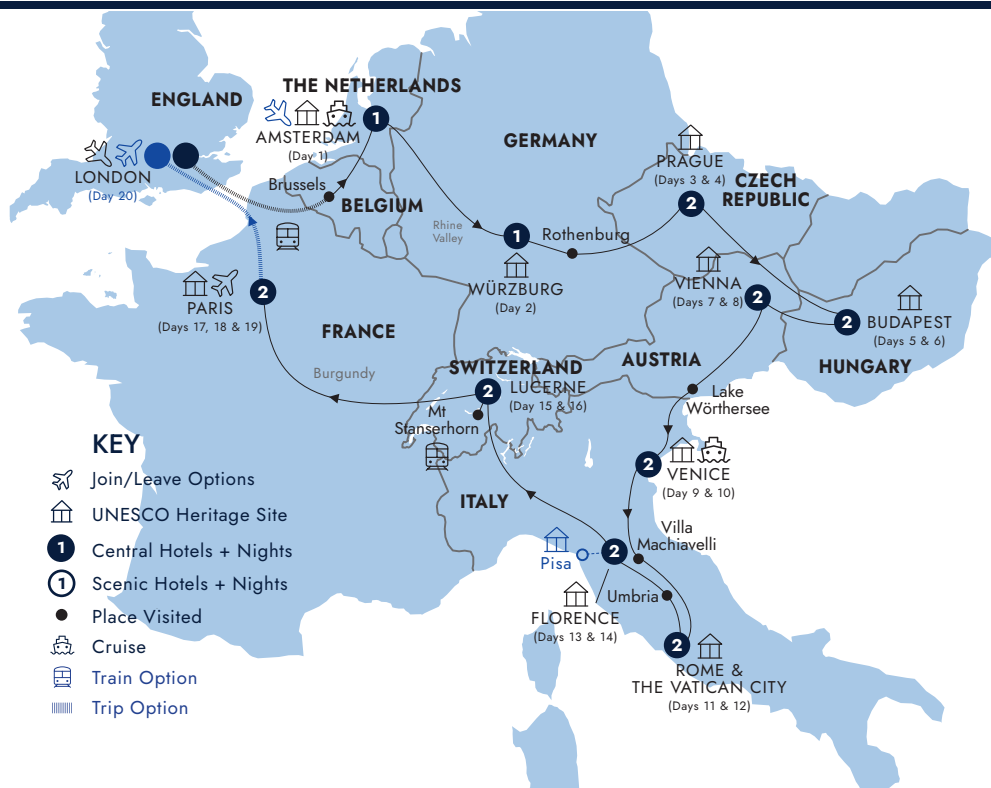 THE NETHERLANDS
ENGLAND
1
AMSTERDAM
(Day 1)
GERMANY
LONDON
(Day 20)
Brussels
BELGIUM
PRAGUE
(Days 3 & 4)
2
CZECH
REPUBLIC
Rhine
Valley
1
Rothenburg
WÜRZBURG
(Day 2)
VIENNA
(Days 7 & 8)
2
2
BUDAPEST
(Days 5 & 6)
HUNGARY
2
PARIS
(Days 17, 18 & 19)
FRANCE
Burgundy
SWITZERLAND
2
LUCERNE
(Day 15 & 16)
Mt
Stanserhorn
AUSTRIA
Lake
Wörthersee
2
VENICE
(Day 9 & 10)
ITALY
Villa
Machiavelli
Pisa
2
Umbria
FLORENCE
(Days 13 & 14)
2
ROME &
THE VATICAN CITY
(Days 11 & 12)
KEY
Join/Leave Options
UNESCO Heritage Site
1 Central Hotels + Nights
1 Scenic Hotels + Nights
Place Visited
Cruise
Train Option
Trip Option